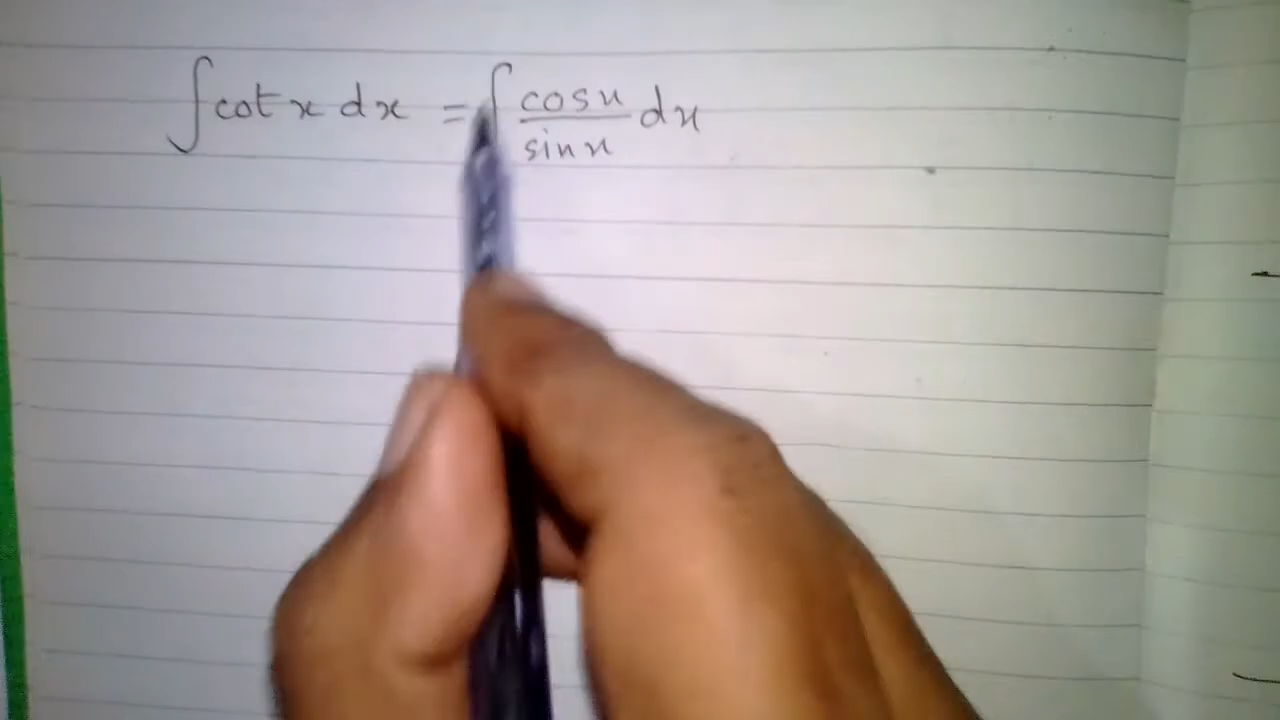 ∫cot x dx = ∫ cos x / sin x dx